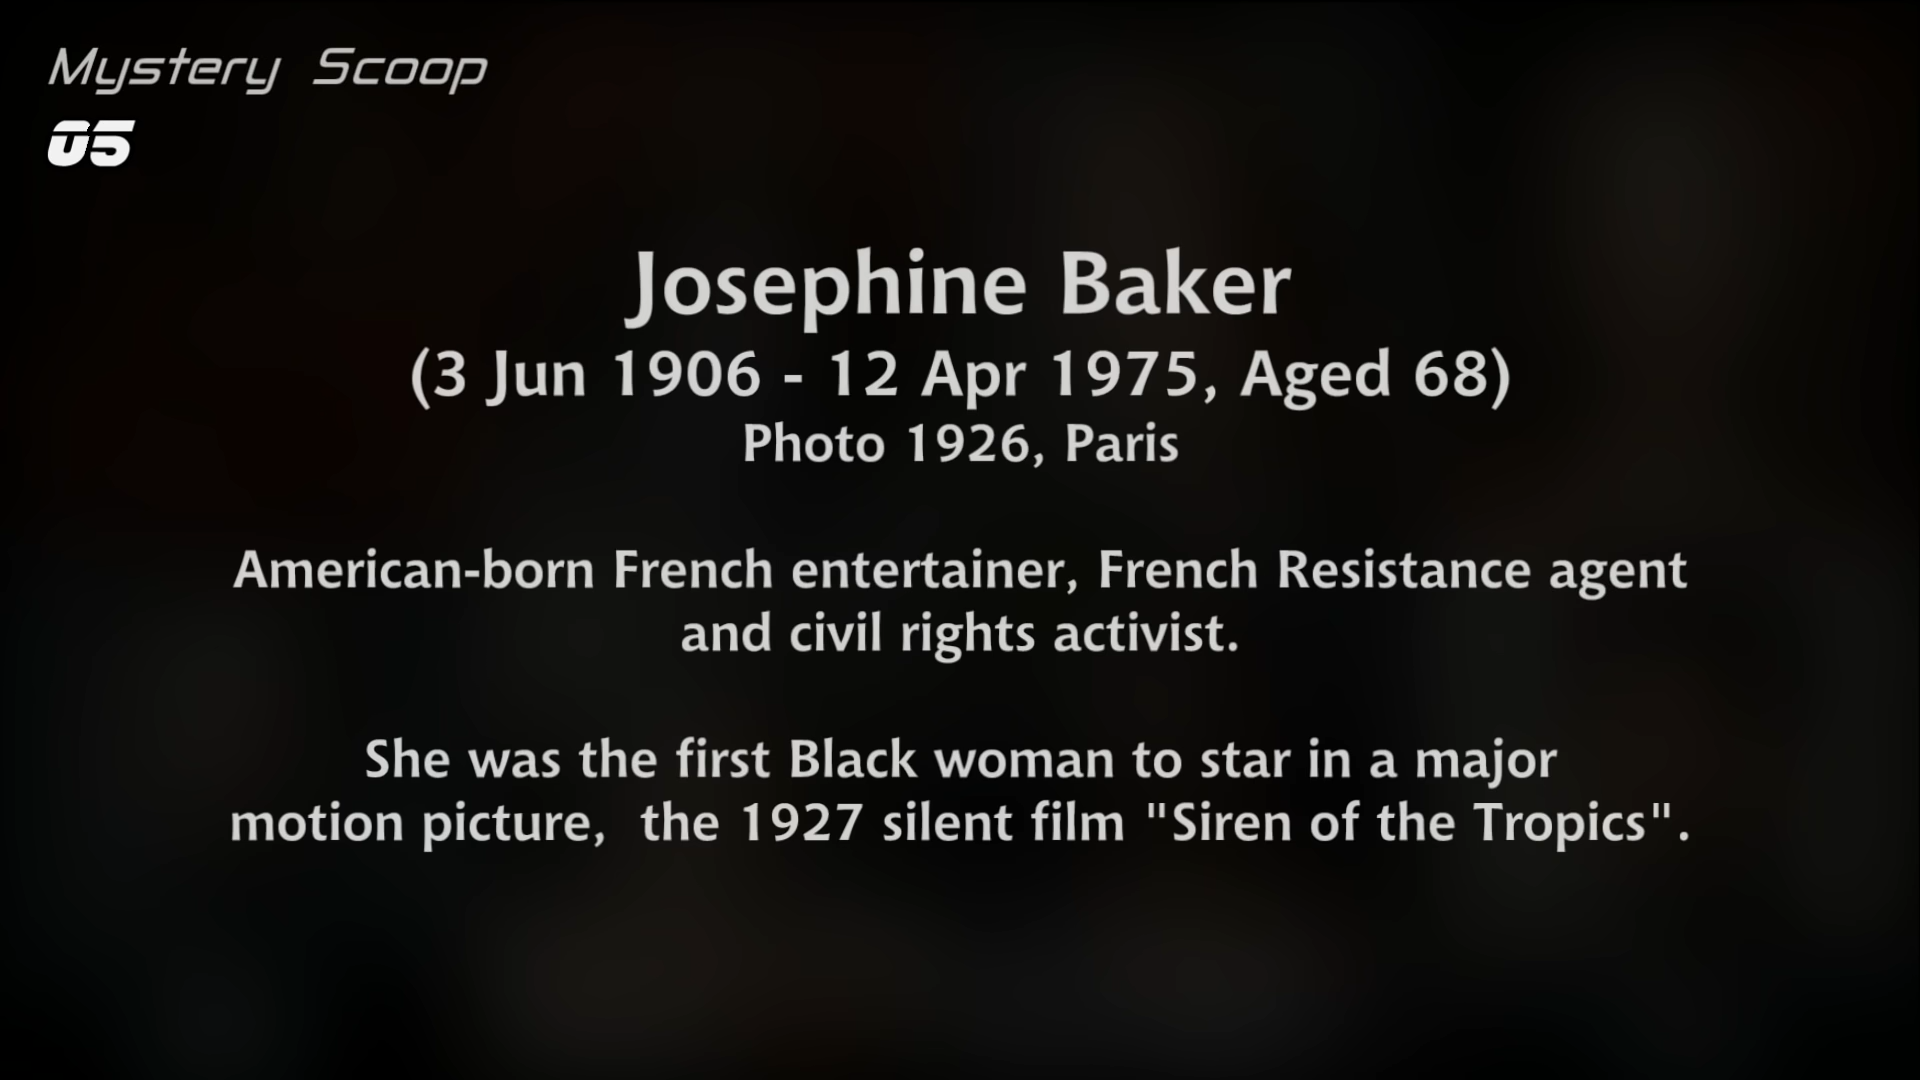 Mystery Scoop
05
Josephine Baker
(3 Jun 1906 - 12 Apr 1975, Aged 68)
Photo 1926, Paris
American-born French entertainer, French Resistance agent
and civil rights activist.
She was the first Black woman to star in a major
motion picture,  the 1927 silent film "Siren of the Tropics".